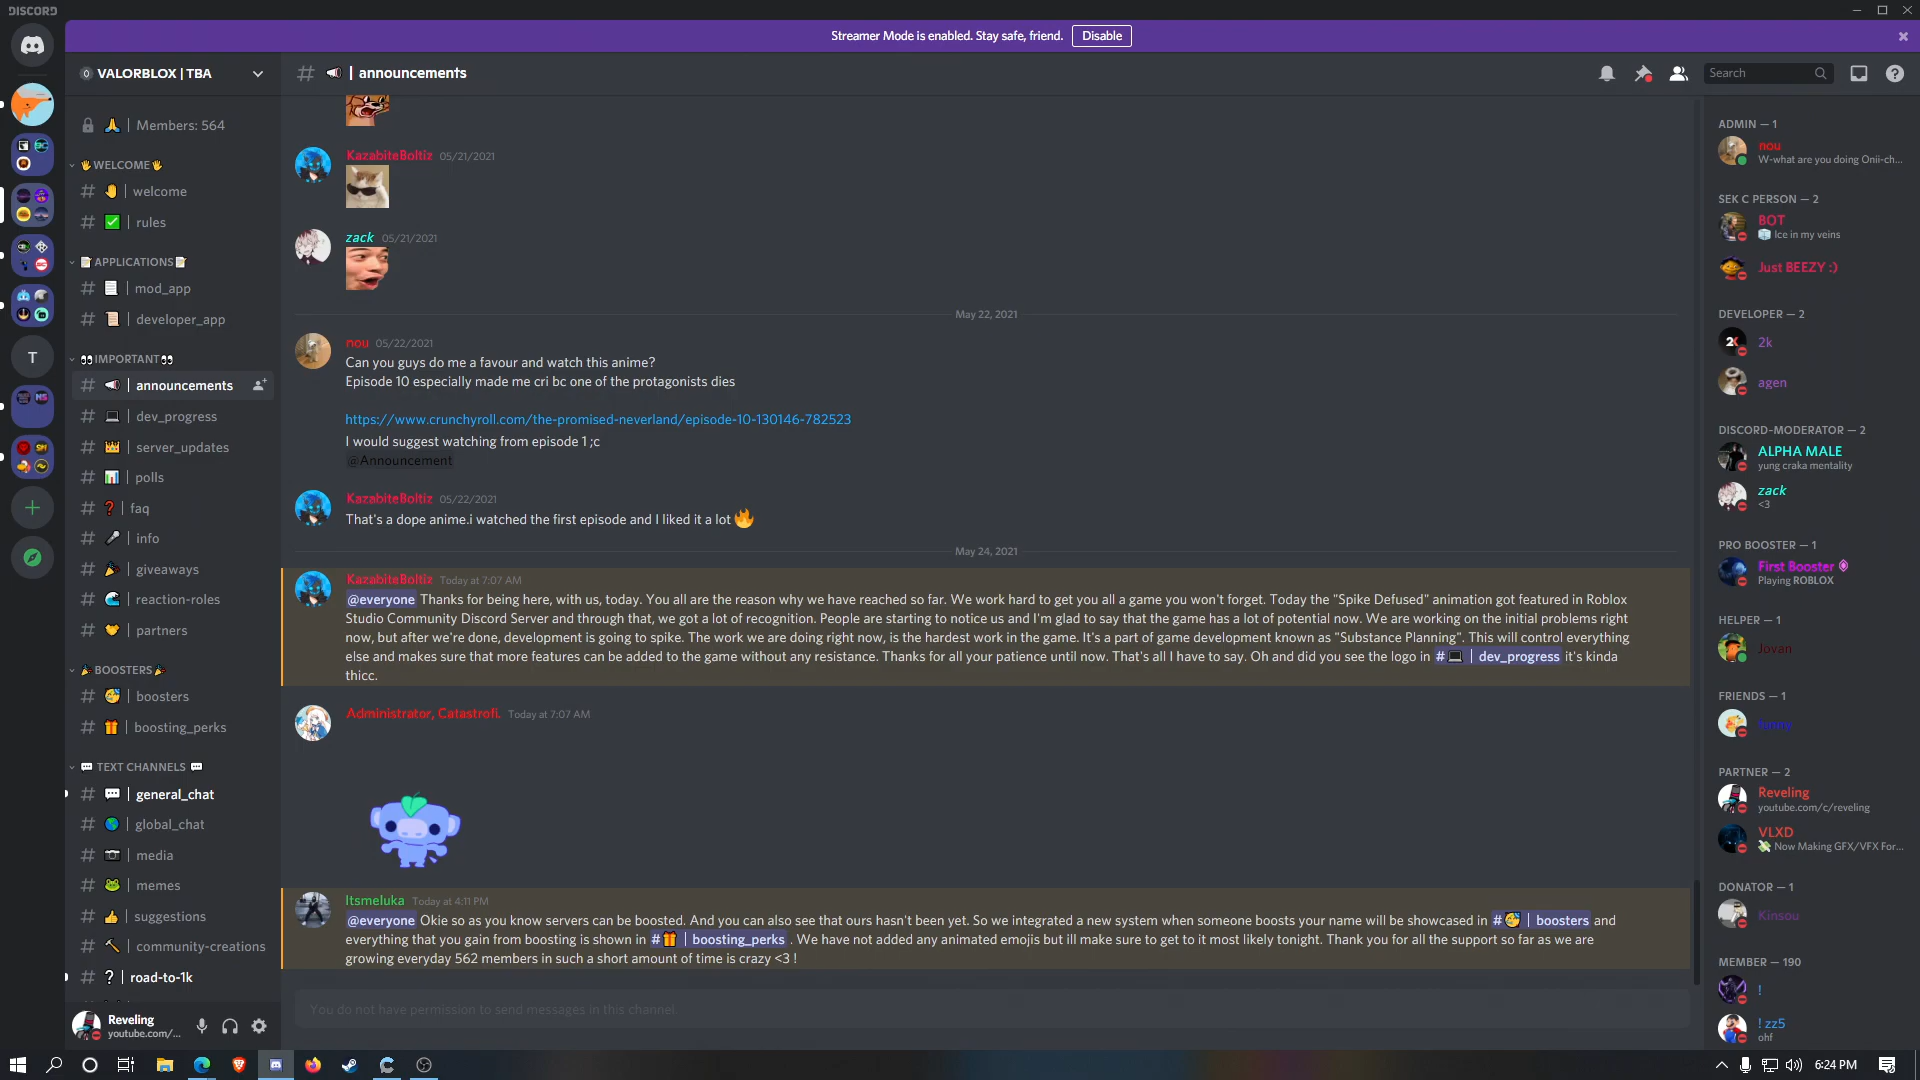 DISCORD
Streamer Mode is enabled. Stay safe, friend. Disable
VALORBLOX | TBA
| announcements
Search
| Members: 564
WELCOME
| welcome
| rules
APPLICATIONS
| mod_app
| developer_app
IMPORTANT
| announcements
| dev_progress
| server_updates
| polls
| faq
| info
| giveaways
| reaction-roles
| partners
BOOSTERS
| boosters
| boosting_perks
TEXT CHANNELS
| general_chat
| global_chat
| media
| memes
| suggestions
| community-creations
| road-to-1k
Reveling
youtube.com/...
KazabiteBoltiz 05/21/2021
zack 05/21/2021
May 22, 2021
nou 05/22/2021
Can you guys do me a favour and watch this anime?
Episode 10 especially made me cri bc one of the protagonists dies
https://www.crunchyroll.com/the-promised-neverland/episode-10-130146-782523
I would suggest watching from episode 1 ;c
@Announcement
KazabiteBoltiz 05/22/2021
That's a dope anime.i watched the first episode and I liked it a lot
May 24, 2021
KazabiteBoltiz Today at 7:07 AM
@everyone Thanks for being here, with us, today. You all are the reason why we have reached so far. We work hard to get you all a game you won't forget. Today the "Spike Defused" animation got featured in Roblox
Studio Community Discord Server and through that, we got a lot of recognition. People are starting to notice us and I'm glad to say that the game has a lot of potential now. We are working on the initial problems right
now, but after we're done, development is going to spike. The work we are doing right now, is the hardest work in the game. It's a part of game development known as "Substance Planning". This will control everything
else and makes sure that more features can be added to the game without any resistance. Thanks for all your patience until now. That's all I have to say. Oh and did you see the logo in # | dev_progress it's kinda
thicc.
Administrator, Catastrofi. Today at 7:07 AM
Itsmeluka Today at 4:11 PM
@everyone Okie so as you know servers can be boosted. And you can also see that ours hasn't been yet. So we integrated a new system when someone boosts your name will be showcased in # | boosters and
everything that you gain from boosting is shown in # | boosting_perks . We have not added any animated emojis but ill make sure to get to it most likely tonight. Thank you for all the support so far as we are
growing everyday 562 members in such a short amount of time is crazy <3 !
You do not have permission to send messages in this channel.
ADMIN — 1
nou
W-what are you doing Onii-ch...
SEK C PERSON — 2
BOT
Ice in my veins
Just BEEZY :)
DEVELOPER — 2
2k
agen
DISCORD-MODERATOR — 2
ALPHA MALE
yung craka mentality
zack
<3
PRO BOOSTER — 1
First Booster
Playing ROBLOX
HELPER — 1
Jovan
FRIENDS — 1
PARTNER — 2
Reveling
youtube.com/c/reveling
VLXD
Now Making GFX/VFX For...
DONATOR — 1
Kinsou
MEMBER — 190
!
! zz5
ohf
T
6:24 PM